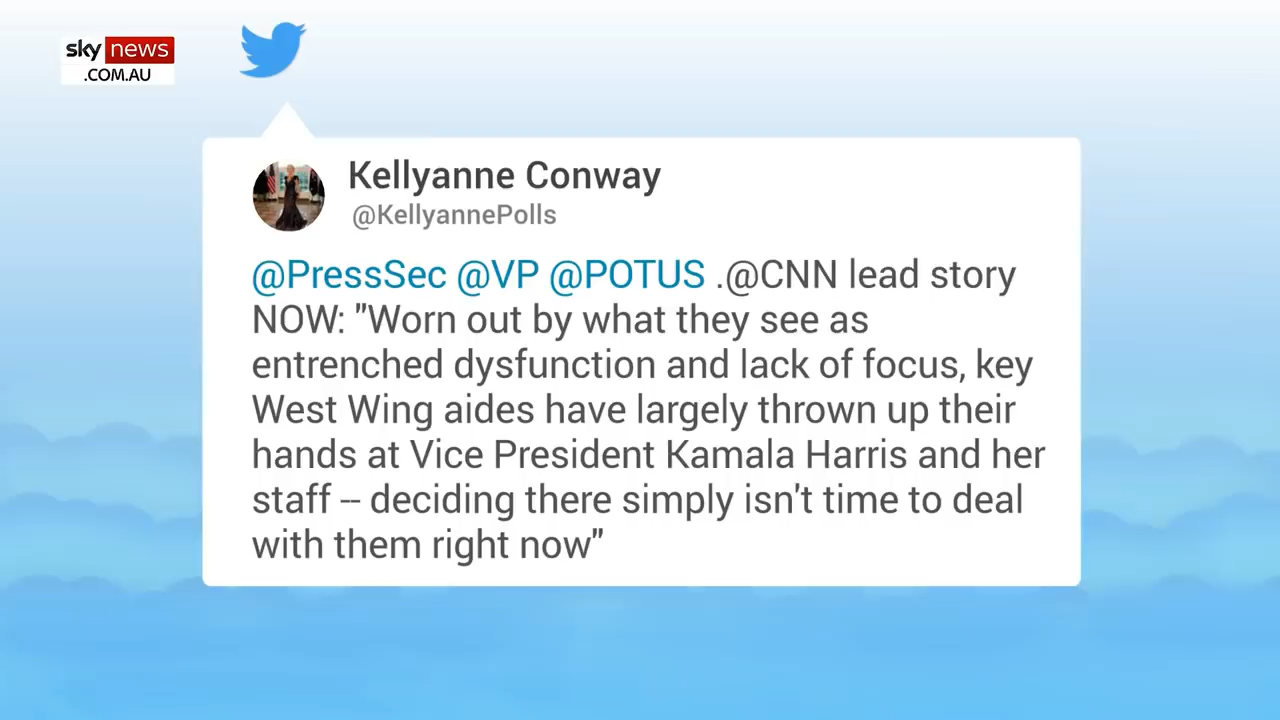 sky news
.COM.AU
Kellyanne Conway
@KellyannePolls
@PressSec @VP @POTUS .@CNN lead story
NOW: "Worn out by what they see as
entrenched dysfunction and lack of focus, key
West Wing aides have largely thrown up their
hands at Vice President Kamala Harris and her
staff -- deciding there simply isn't time to deal
with them right now"